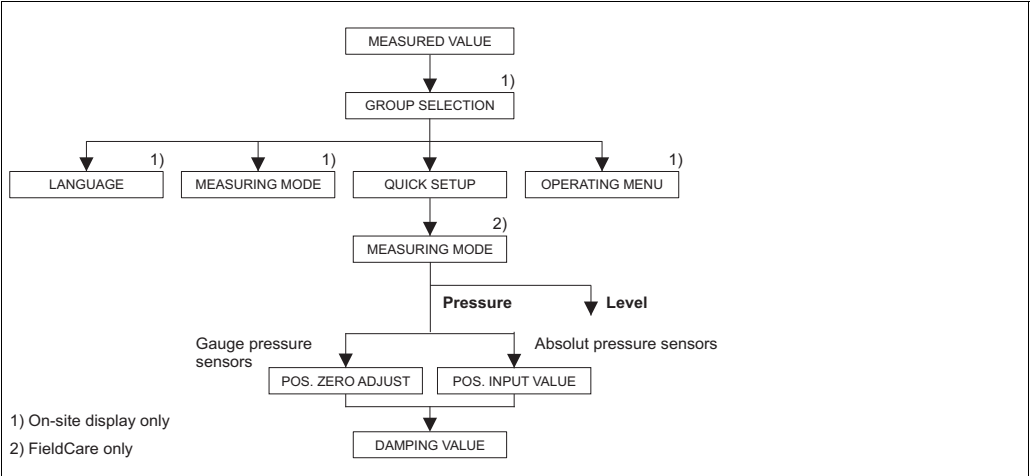 MEASURED VALUE
1)
GROUP SELECTION
1)
1)
1)
LANGUAGE
MEASURING MODE
QUICK SETUP
OPERATING MENU
2)
MEASURING MODE
Pressure
Level
Gauge pressure
sensors
Absolut pressure sensors
POS. ZERO ADJUST
POS. INPUT VALUE
1) On-site display only
2) FieldCare only
DAMPING VALUE